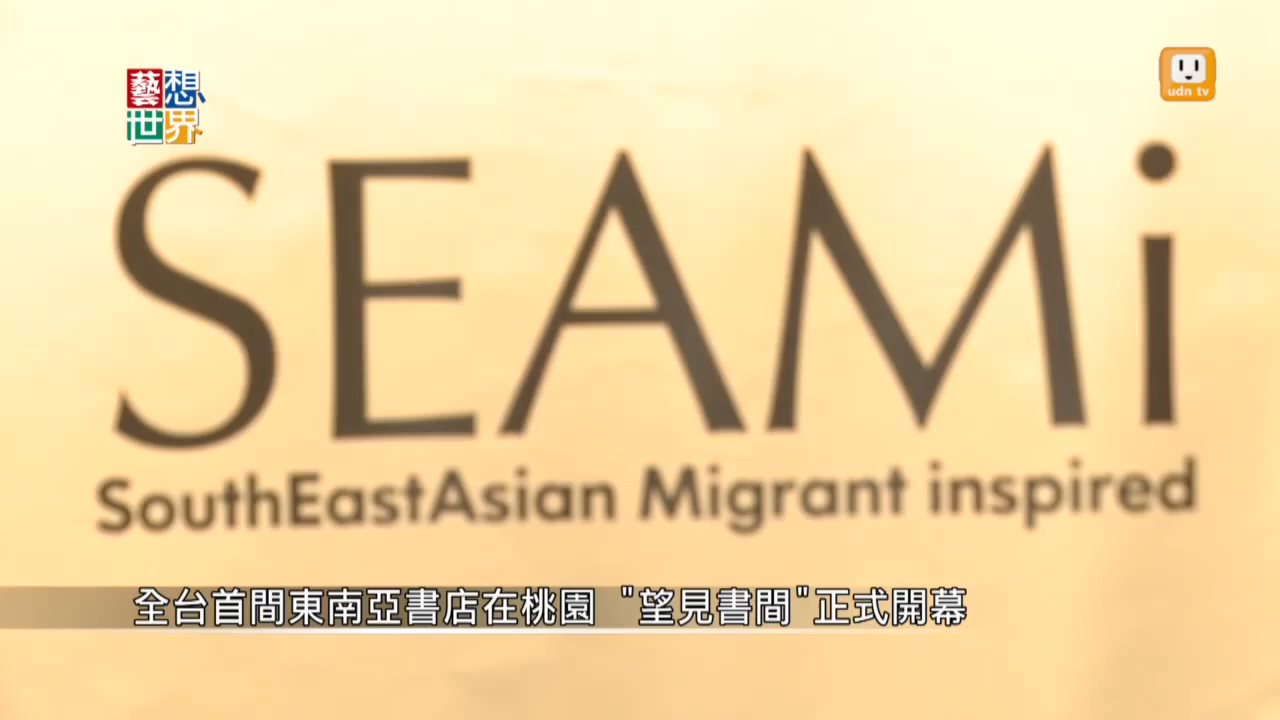 藝想
世界
udn tv
SEAMi
SouthEastAsian Migrant inspired
全台首間東南亞書店在桃園 "望見書間"正式開幕